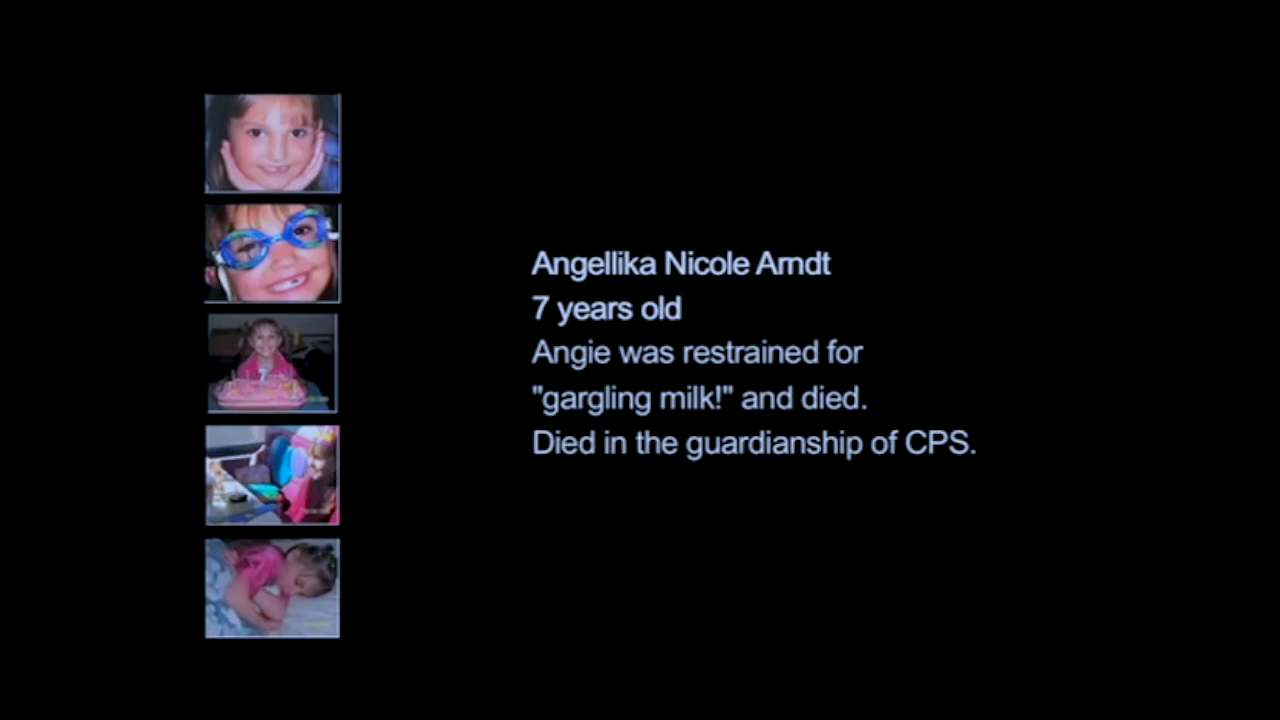 Angellika Nicole Arndt
7 years old
Angie was restrained for
"gargling milk!" and died.
Died in the guardianship of CPS.